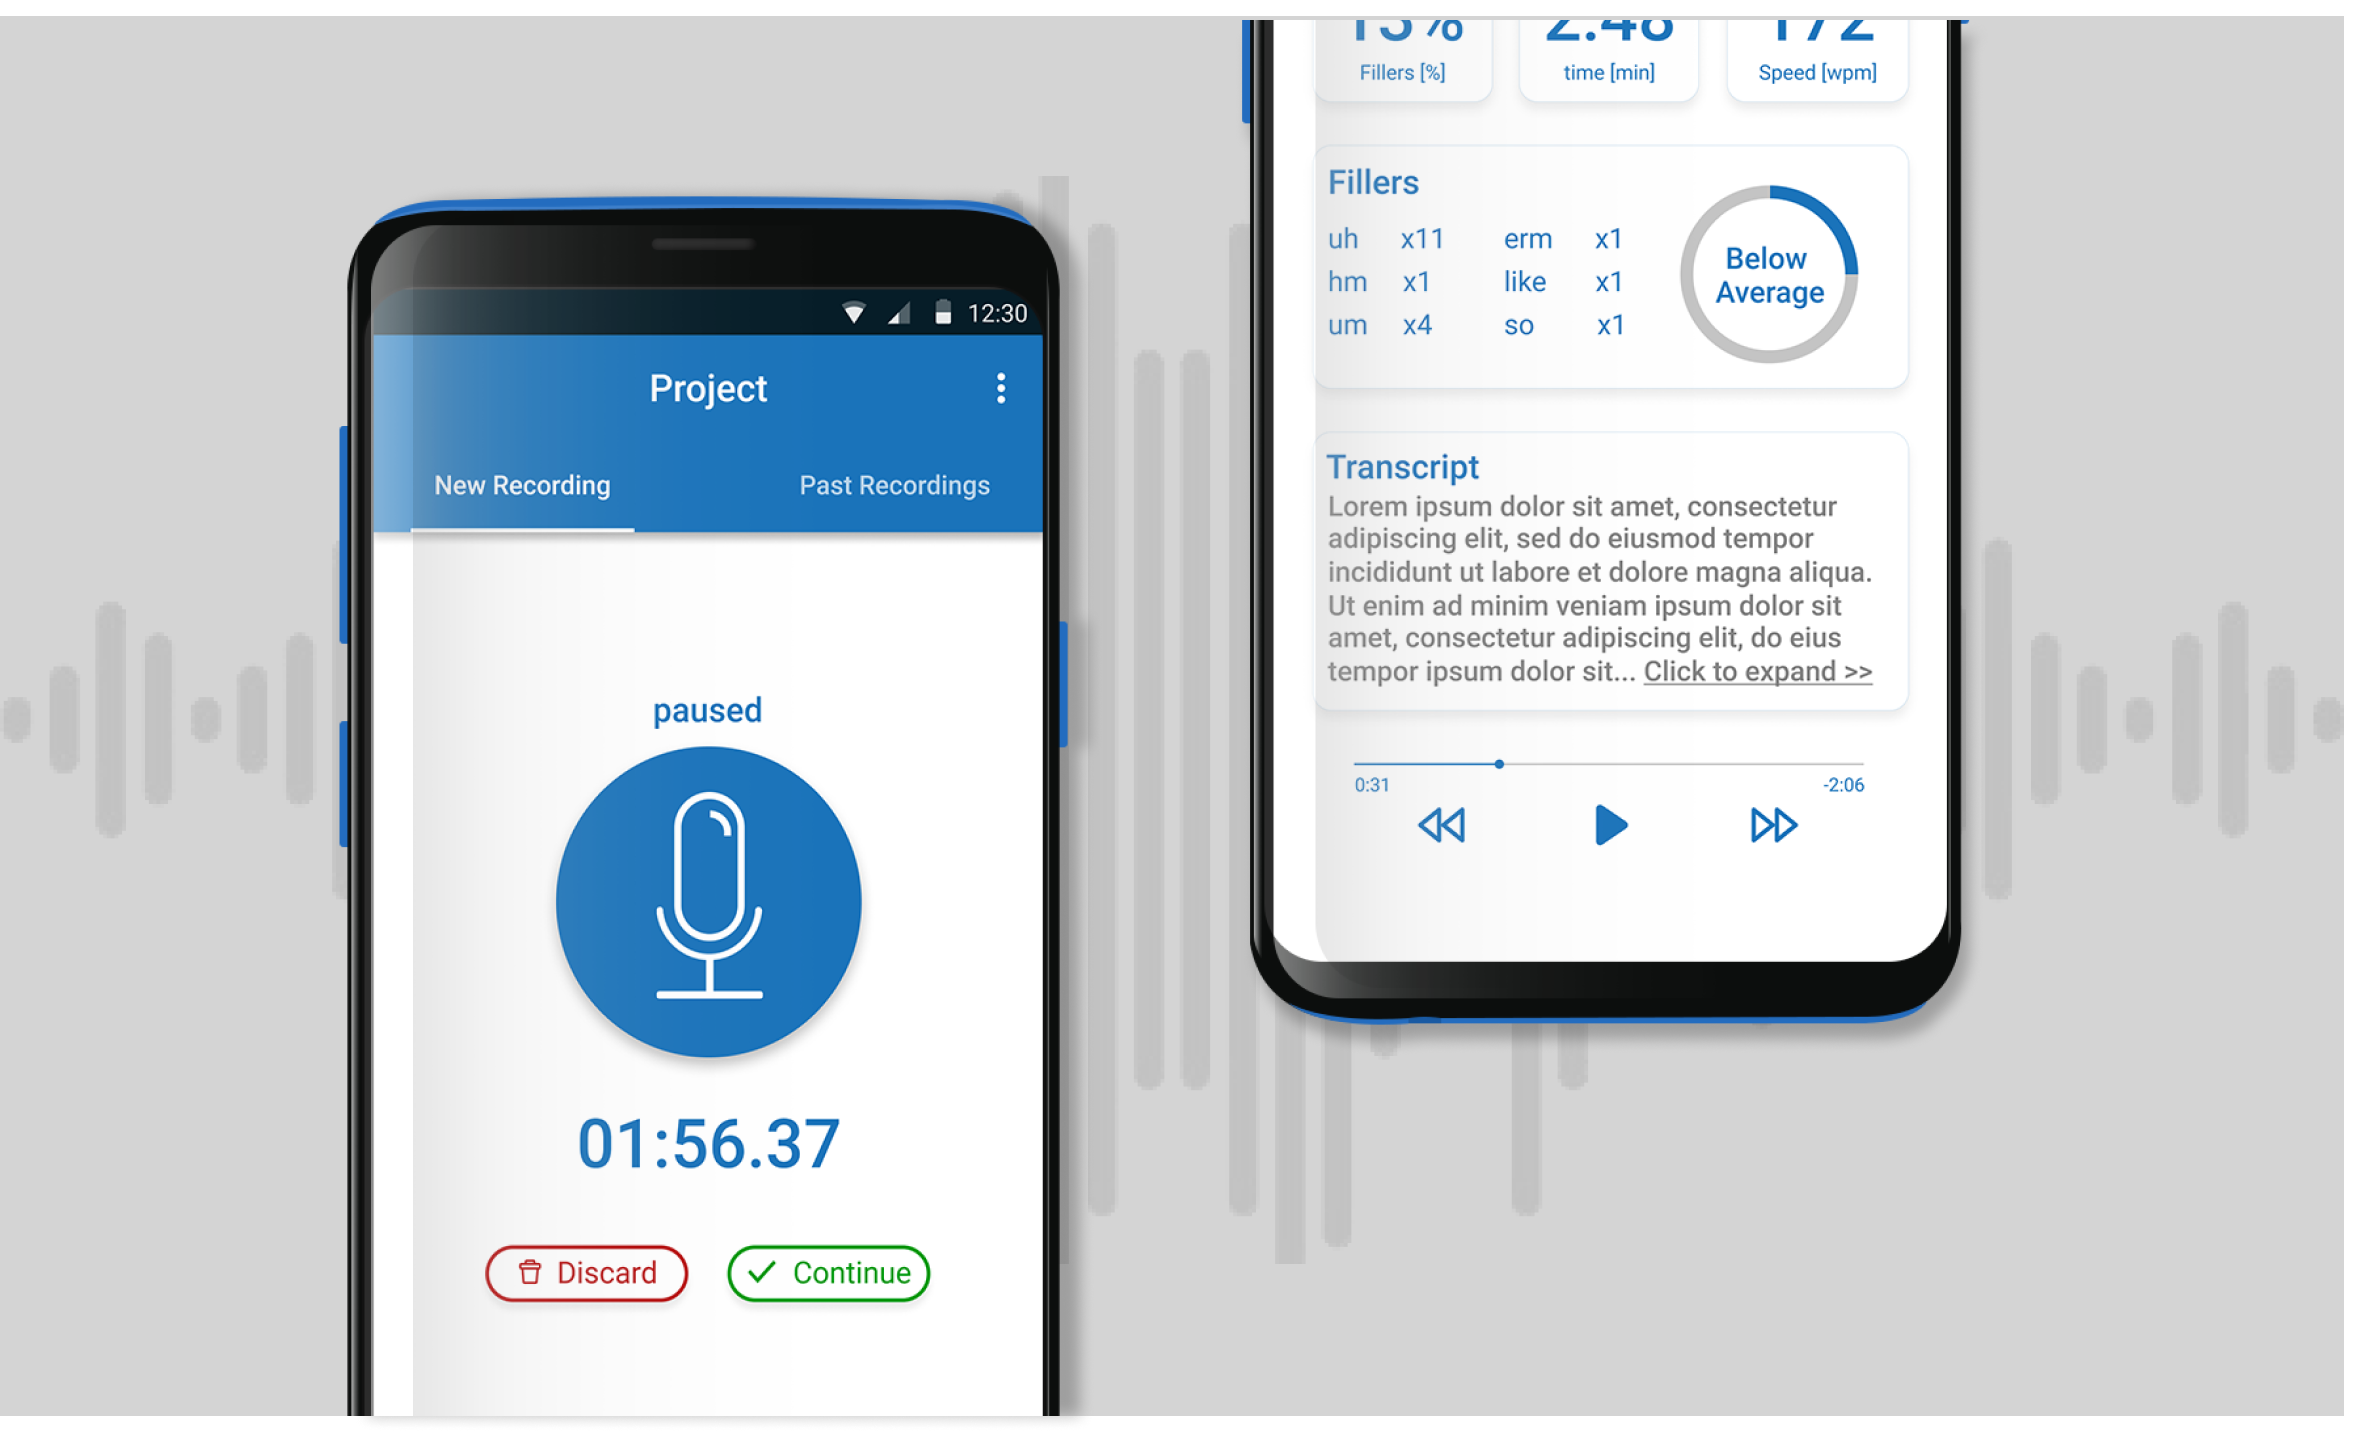 12:30
Project
New Recording
Past Recordings
paused
01:56.37
Discard
Continue
Fillers [%]
time [min]
Speed [wpm]
Fillers
uh x11 erm x1
hm x1 like x1
um x4 so x1
Below
Average
Transcript
Lorem ipsum dolor sit amet, consectetur
adipiscing elit, sed do eiusmod tempor
incididunt ut labore et dolore magna aliqua.
Ut enim ad minim veniam ipsum dolor sit
amet, consectetur adipiscing elit, do eius
tempor ipsum dolor sit... Click to expand >>
0:31
-2:06